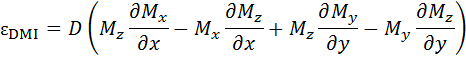 ε_DMI = D ( M_z ∂M_x/∂x − M_x ∂M_z/∂x + M_z ∂M_y/∂y − M_y ∂M_z/∂y )